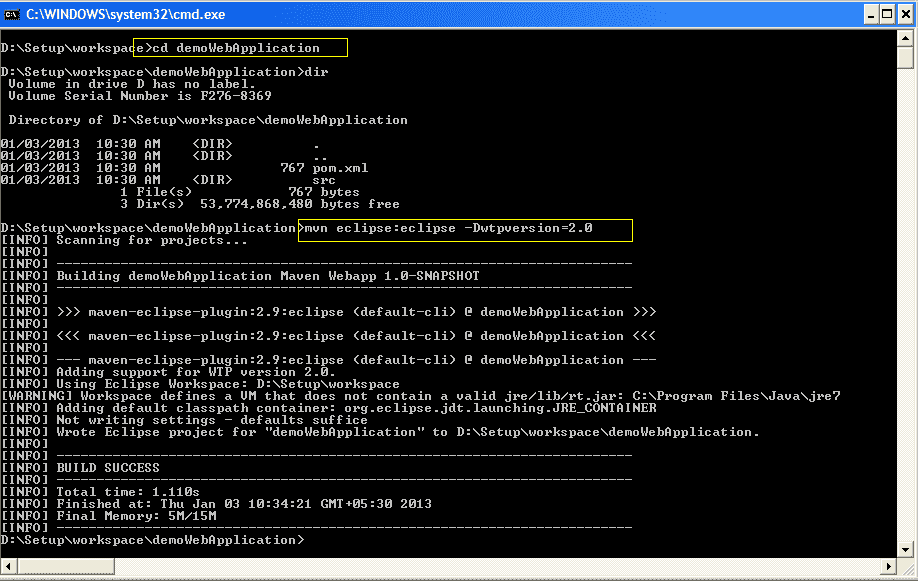 C:\WINDOWS\system32\cmd.exe
D:\Setup\workspace>cd demoWebApplication
D:\Setup\workspace\demoWebApplication>dir
 Volume in drive D has no label.
 Volume Serial Number is F276-8369
 Directory of D:\Setup\workspace\demoWebApplication
01/03/2013  10:30 AM    <DIR>          .
01/03/2013  10:30 AM    <DIR>          ..
01/03/2013  10:30 AM               767 pom.xml
01/03/2013  10:30 AM    <DIR>          src
               1 File(s)            767 bytes
               3 Dir(s)  53,774,868,480 bytes free
D:\Setup\workspace\demoWebApplication>mvn eclipse:eclipse -Dwtpversion=2.0
[INFO] Scanning for projects...
[INFO]
[INFO] ------------------------------------------------------------------------
[INFO] Building demoWebApplication Maven Webapp 1.0-SNAPSHOT
[INFO] ------------------------------------------------------------------------
[INFO]
[INFO] >>> maven-eclipse-plugin:2.9:eclipse (default-cli) @ demoWebApplication >>>
[INFO]
[INFO] <<< maven-eclipse-plugin:2.9:eclipse (default-cli) @ demoWebApplication <<<
[INFO]
[INFO] --- maven-eclipse-plugin:2.9:eclipse (default-cli) @ demoWebApplication ---
[INFO] Adding support for WTP version 2.0.
[INFO] Using Eclipse Workspace: D:\Setup\workspace
[WARNING] Workspace defines a VM that does not contain a valid jre/lib/rt.jar: C:\Program Files\Java\jre7
[INFO] Adding default classpath container: org.eclipse.jdt.launching.JRE_CONTAINER
[INFO] Not writing settings - defaults suffice
[INFO] Wrote Eclipse project for "demoWebApplication" to D:\Setup\workspace\demoWebApplication.
[INFO]
[INFO] ------------------------------------------------------------------------
[INFO] BUILD SUCCESS
[INFO] ------------------------------------------------------------------------
[INFO] Total time: 1.110s
[INFO] Finished at: Thu Jan 03 10:34:21 GMT+05:30 2013
[INFO] Final Memory: 5M/15M
[INFO] ------------------------------------------------------------------------
D:\Setup\workspace\demoWebApplication>